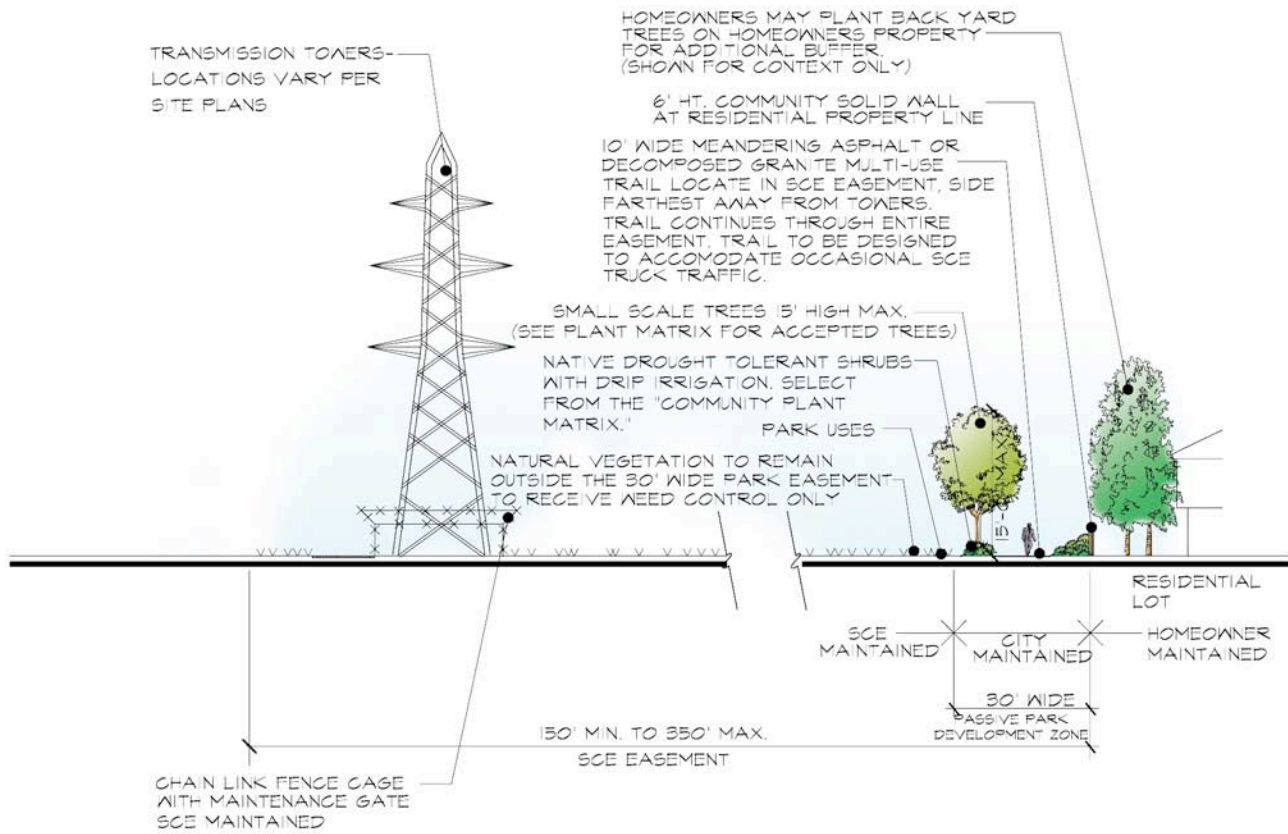 TRANSMISSION TOWERS-
LOCATIONS VARY PER
SITE PLANS
HOMEOWNERS MAY PLANT BACK YARD
TREES ON HOMEOWNERS PROPERTY
FOR ADDITIONAL BUFFER.
(SHOWN FOR CONTEXT ONLY)
6' HT. COMMUNITY SOLID WALL
AT RESIDENTIAL PROPERTY LINE
10' WIDE MEANDERING ASPHALT OR
DECOMPOSED GRANITE MULTI-USE
TRAIL LOCATE IN SCE EASEMENT, SIDE
FARTHEST AWAY FROM TOWERS.
TRAIL CONTINUES THROUGH ENTIRE
EASEMENT. TRAIL TO BE DESIGNED
TO ACCOMODATE OCCASIONAL SCE
TRUCK TRAFFIC.
SMALL SCALE TREES 15' HIGH MAX.
(SEE PLANT MATRIX FOR ACCEPTED TREES)
NATIVE DROUGHT TOLERANT SHRUBS
WITH DRIP IRRIGATION. SELECT
FROM THE "COMMUNITY PLANT
MATRIX."
PARK USES
NATURAL VEGETATION TO REMAIN
OUTSIDE THE 30' WIDE PARK EASEMENT
TO RECEIVE WEED CONTROL ONLY
RESIDENTIAL
LOT
SCE
MAINTAINED
CITY
MAINTAINED
HOMEOWNER
MAINTAINED
30' WIDE
PASSIVE PARK
DEVELOPMENT ZONE
150' MIN. TO 350' MAX.
SCE EASEMENT
CHAIN LINK FENCE CAGE
WITH MAINTENANCE GATE
SCE MAINTAINED